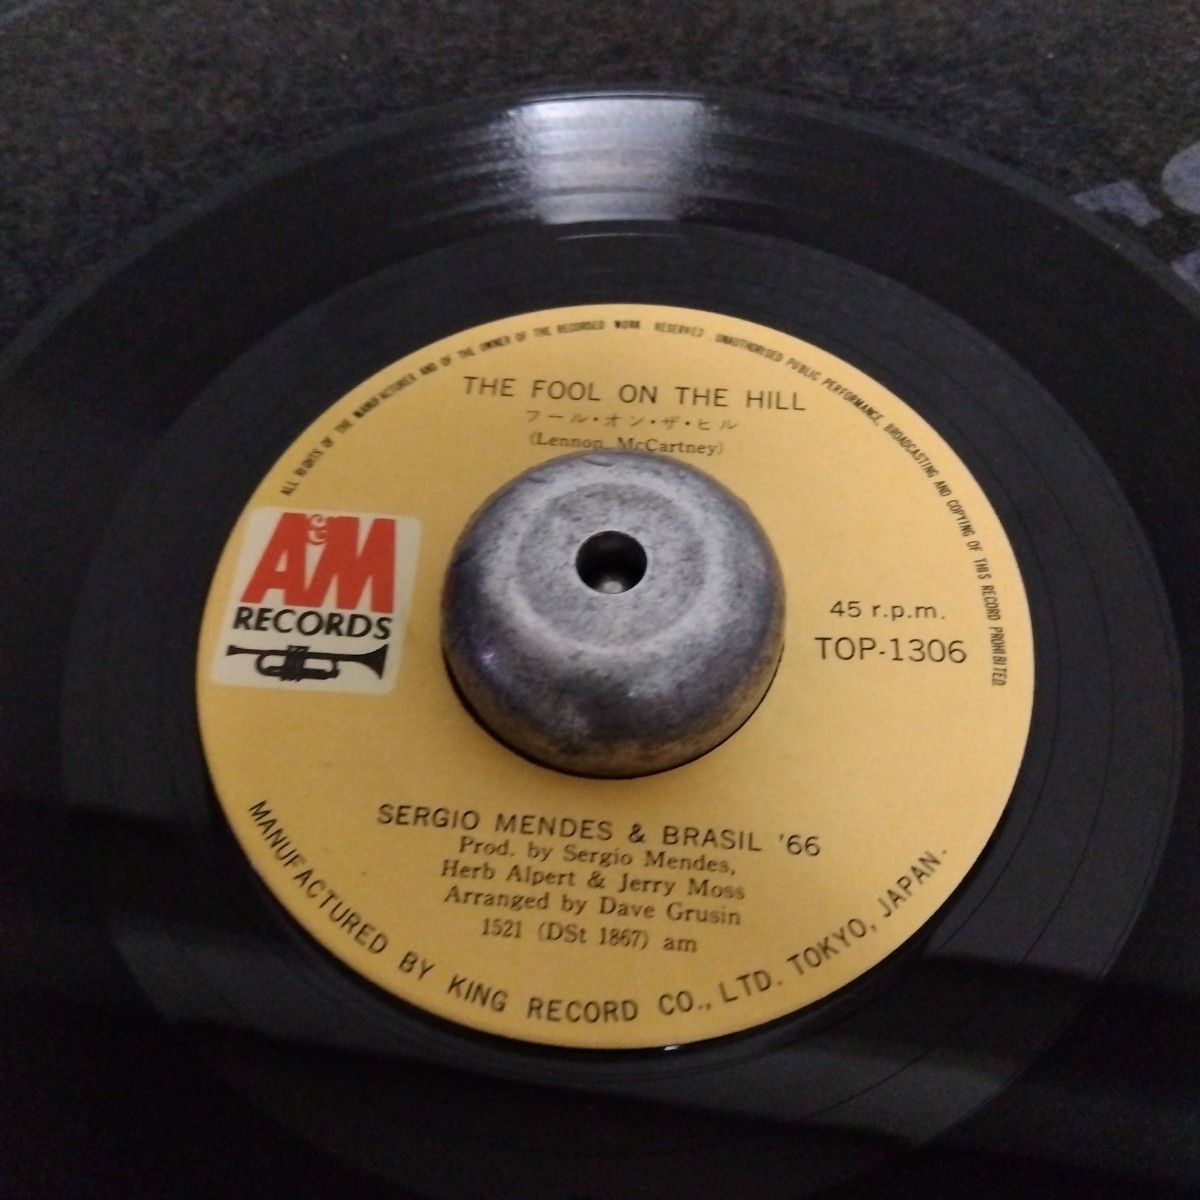 ALL RIGHTS OF THE MANUFACTURER AND OF THE OWNER OF THE RECORDED WORK RESERVED. UNAUTHORISED PUBLIC PERFORMANCE, BROADCASTING AND COPYING OF THIS RECORD PROHIBITED.
THE FOOL ON THE HILL
フール・オン・ザ・ヒル
(Lennon, McCartney)
A&M
RECORDS
45 r.p.m.
TOP-1306
SERGIO MENDES & BRASIL '66
Prod. by Sergio Mendes,
Herb Alpert & Jerry Moss
Arranged by Dave Grusin
1521 (DSt 1867) am
MANUFACTURED BY KING RECORD CO., LTD. TOKYO, JAPAN.